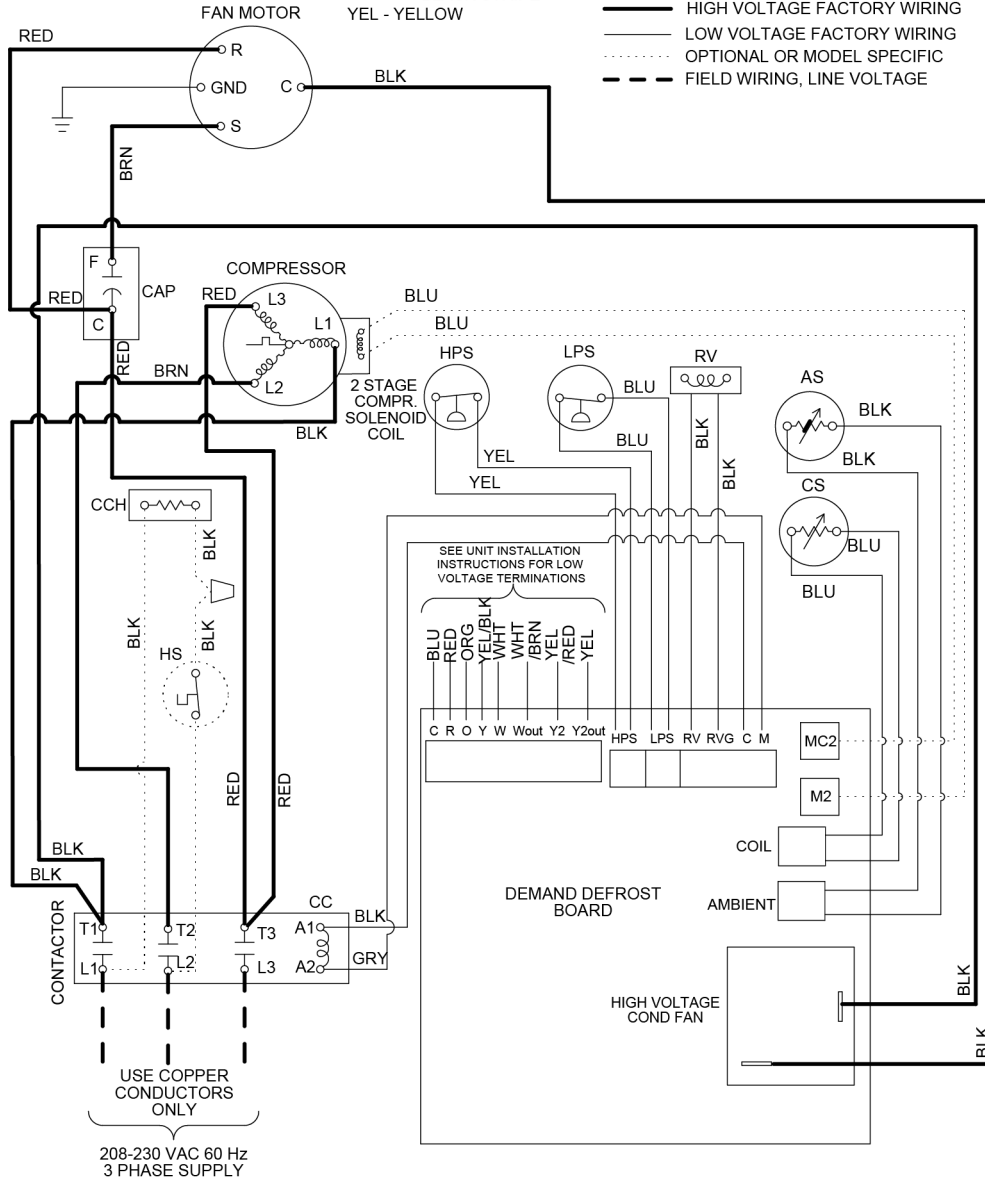 FAN MOTOR
YEL - YELLOW
HIGH VOLTAGE FACTORY WIRING
LOW VOLTAGE FACTORY WIRING
OPTIONAL OR MODEL SPECIFIC
FIELD WIRING, LINE VOLTAGE
RED
R
GND
C
BLK
S
BRN
F
CAP
RED
C
RED
COMPRESSOR
RED
L3
L1
L2
BRN
BLK
2 STAGE
COMPR.
SOLENOID
COIL
BLU
BLU
HPS
LPS
RV
AS
BLU
BLU
YEL
YEL
BLK
BLK
BLK
BLK
CS
BLU
BLU
CCH
BLK
BLK
BLK
HS
SEE UNIT INSTALLATION
INSTRUCTIONS FOR LOW
VOLTAGE TERMINATIONS
BLU
RED
ORG
YEL/BLK
WHT
WHT
/BRN
YEL
/RED
YEL
C R O Y W Wout Y2 Y2out
HPS LPS RV RVG C M
MC2
M2
COIL
AMBIENT
DEMAND DEFROST
BOARD
RED
RED
BLK
BLK
CONTACTOR
CC
T1
T2
T3
A1
BLK
L1
L2
L3
A2
GRY
HIGH VOLTAGE
COND FAN
BLK
BLK
USE COPPER
CONDUCTORS
ONLY
208-230 VAC 60 Hz
3 PHASE SUPPLY